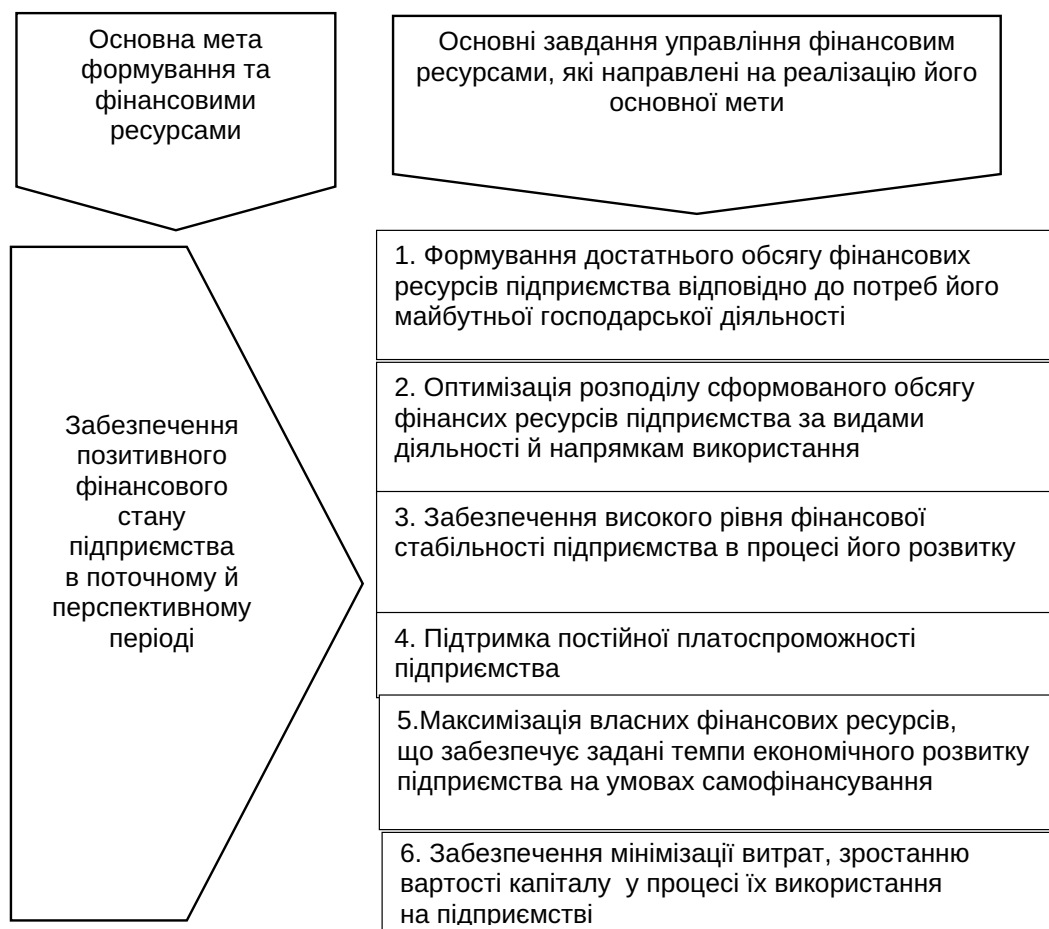 Основна мета
формування та
фінансовими
ресурсами
Основні завдання управління фінансовим
ресурсами, які направлені на реалізацію його
основної мети
Забезпечення
позитивного
фінансового
стану
підприємства
в поточному й
перспективному
періоді
1. Формування достатнього обсягу фінансових
ресурсів підприємства відповідно до потреб його
майбутньої господарської діяльності
2. Оптимізація розподілу сформованого обсягу
фінансих ресурсів підприємства за видами
діяльності й напрямкам використання
3. Забезпечення високого рівня фінансової
стабільності підприємства в процесі його розвитку
4. Підтримка постійної платоспроможності
підприємства
5.Максимізація власних фінансових ресурсів,
що забезпечує задані темпи економічного розвитку
підприємства на умовах самофінансування
6. Забезпечення мінімізації витрат, зростанню
вартості капіталу  у процесі їх використання
на підприємстві